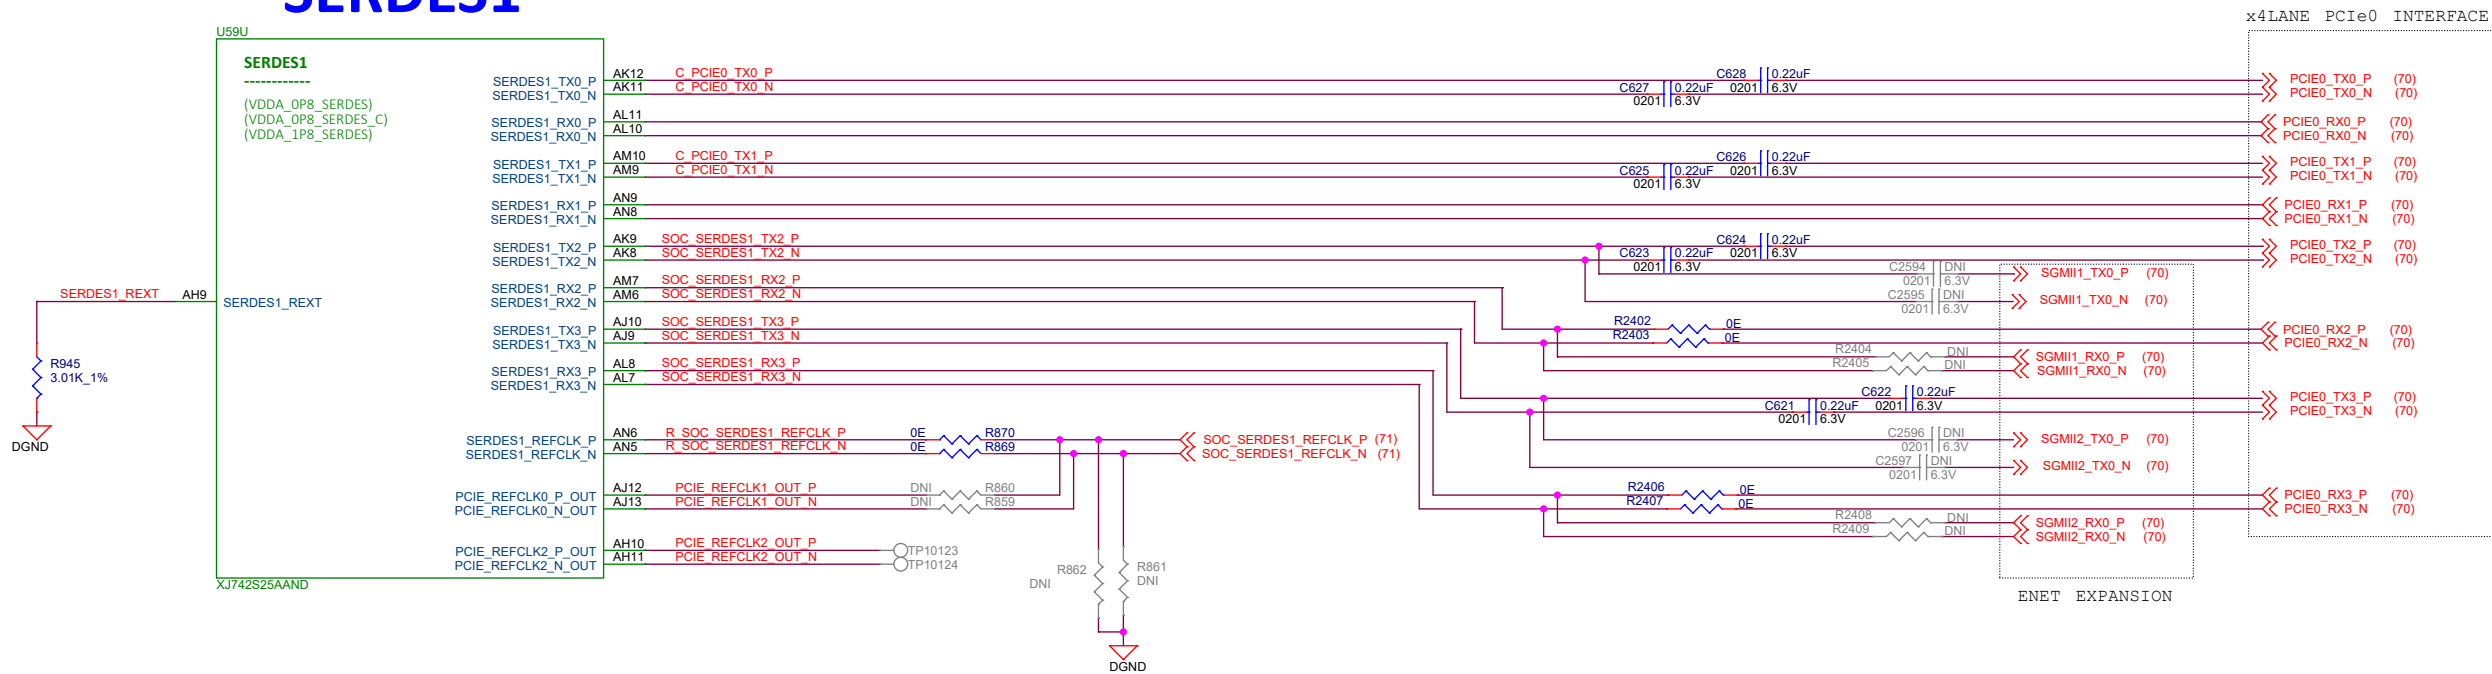 SERDES1
x4LANE PCIe0 INTERFACE
U59U
SERDES1
------------
(VDDA_0P8_SERDES)
(VDDA_0P8_SERDES_C)
(VDDA_1P8_SERDES)
SERDES1_TX0_P AK12 C_PCIE0_TX0_P C628 0.22uF 0201 6.3V PCIE0_TX0_P (70)
SERDES1_TX0_N AK11 C_PCIE0_TX0_N C627 0.22uF 0201 6.3V PCIE0_TX0_N (70)
SERDES1_RX0_P AL11 PCIE0_RX0_P (70)
SERDES1_RX0_N AL10 PCIE0_RX0_N (70)
SERDES1_TX1_P AM10 C_PCIE0_TX1_P C626 0.22uF 0201 6.3V PCIE0_TX1_P (70)
SERDES1_TX1_N AM9 C_PCIE0_TX1_N C625 0.22uF 0201 6.3V PCIE0_TX1_N (70)
SERDES1_RX1_P AN9 PCIE0_RX1_P (70)
SERDES1_RX1_N AN8 PCIE0_RX1_N (70)
SERDES1_TX2_P AK9 SOC_SERDES1_TX2_P C624 0.22uF 0201 6.3V PCIE0_TX2_P (70)
SERDES1_TX2_N AK8 SOC_SERDES1_TX2_N C623 0.22uF 0201 6.3V PCIE0_TX2_N (70)
C2594 DNI 0201 6.3V SGMII1_TX0_P (70)
C2595 DNI 0201 6.3V SGMII1_TX0_N (70)
SERDES1_RX2_P AM7 SOC_SERDES1_RX2_P
SERDES1_RX2_N AM6 SOC_SERDES1_RX2_N
SERDES1_REXT AH9 SERDES1_REXT
R945
3.01K_1%
DGND
SERDES1_TX3_P AJ10 SOC_SERDES1_TX3_P
SERDES1_TX3_N AJ9 SOC_SERDES1_TX3_N
R2402 0E PCIE0_RX2_P (70)
R2403 0E PCIE0_RX2_N (70)
R2404 DNI SGMII1_RX0_P (70)
R2405 DNI SGMII1_RX0_N (70)
SERDES1_RX3_P AL8 SOC_SERDES1_RX3_P
SERDES1_RX3_N AL7 SOC_SERDES1_RX3_N
C622 0.22uF 0201 6.3V PCIE0_TX3_P (70)
C621 0.22uF 0201 6.3V PCIE0_TX3_N (70)
SERDES1_REFCLK_P AN6 R_SOC_SERDES1_REFCLK_P 0E R870 SOC_SERDES1_REFCLK_P (71)
SERDES1_REFCLK_N AN5 R_SOC_SERDES1_REFCLK_N 0E R869 SOC_SERDES1_REFCLK_N (71)
C2596 DNI 0201 6.3V SGMII2_TX0_P (70)
C2597 DNI 0201 6.3V SGMII2_TX0_N (70)
PCIE_REFCLK0_P_OUT AJ12 PCIE_REFCLK1_OUT_P DNI R860
PCIE_REFCLK0_N_OUT AJ13 PCIE_REFCLK1_OUT_N DNI R859
R2406 0E PCIE0_RX3_P (70)
R2407 0E PCIE0_RX3_N (70)
R2408 DNI SGMII2_RX0_P (70)
R2409 DNI SGMII2_RX0_N (70)
PCIE_REFCLK2_P_OUT AH10 PCIE_REFCLK2_OUT_P TP10123
PCIE_REFCLK2_N_OUT AH11 PCIE_REFCLK2_OUT_N TP10124
R862 DNI
R861 DNI
DGND
XJ742S25AAND
ENET EXPANSION